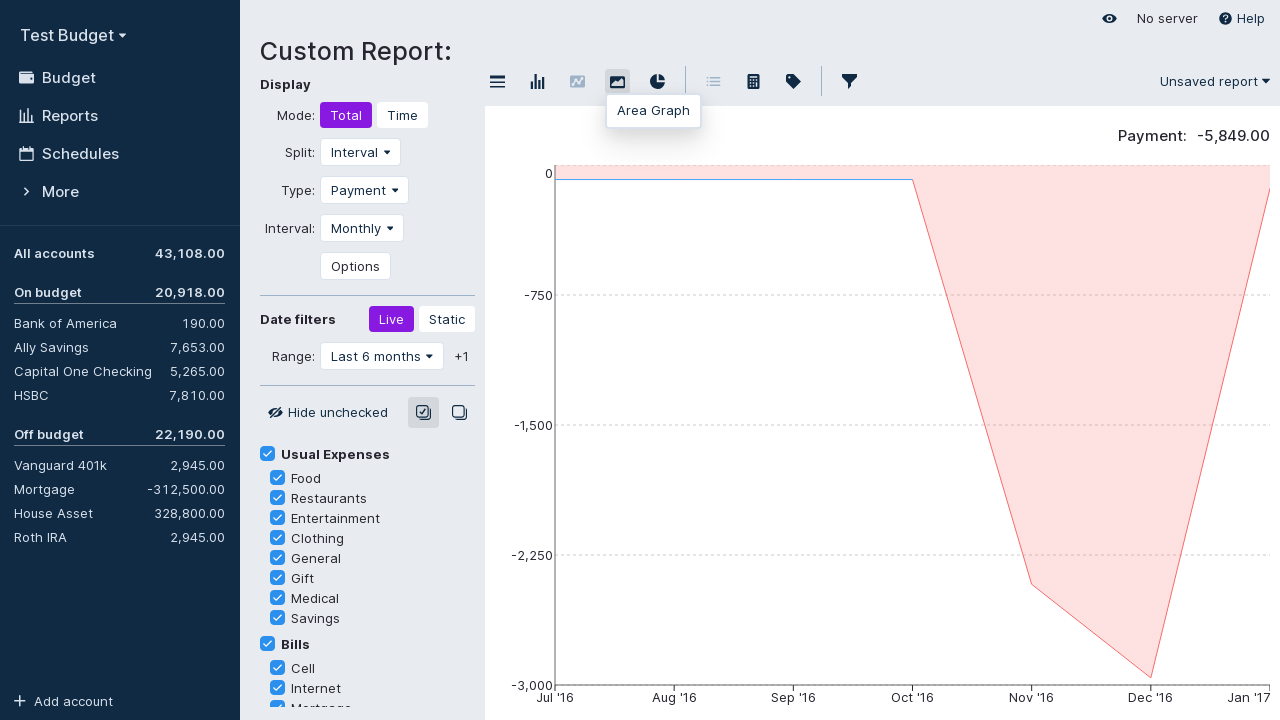 Test Budget
Budget
Reports
Schedules
More
All accounts 43,108.00
On budget 20,918.00
Bank of America 190.00
Ally Savings 7,653.00
Capital One Checking 5,265.00
HSBC 7,810.00
Off budget 22,190.00
Vanguard 401k 2,945.00
Mortgage -312,500.00
House Asset 328,800.00
Roth IRA 2,945.00
Add account
No server
Help
Custom Report:
Display
Mode: Total Time
Split: Interval
Type: Payment
Interval: Monthly
Options
Date filters Live Static
Range: Last 6 months +1
Hide unchecked
Usual Expenses
Food
Restaurants
Entertainment
Clothing
General
Gift
Medical
Savings
Bills
Cell
Internet
Mortgage
Unsaved report
Area Graph
Payment: -5,849.00
0
-750
-1,500
-2,250
-3,000
Jul '16 Aug '16 Sep '16 Oct '16 Nov '16 Dec '16 Jan '17